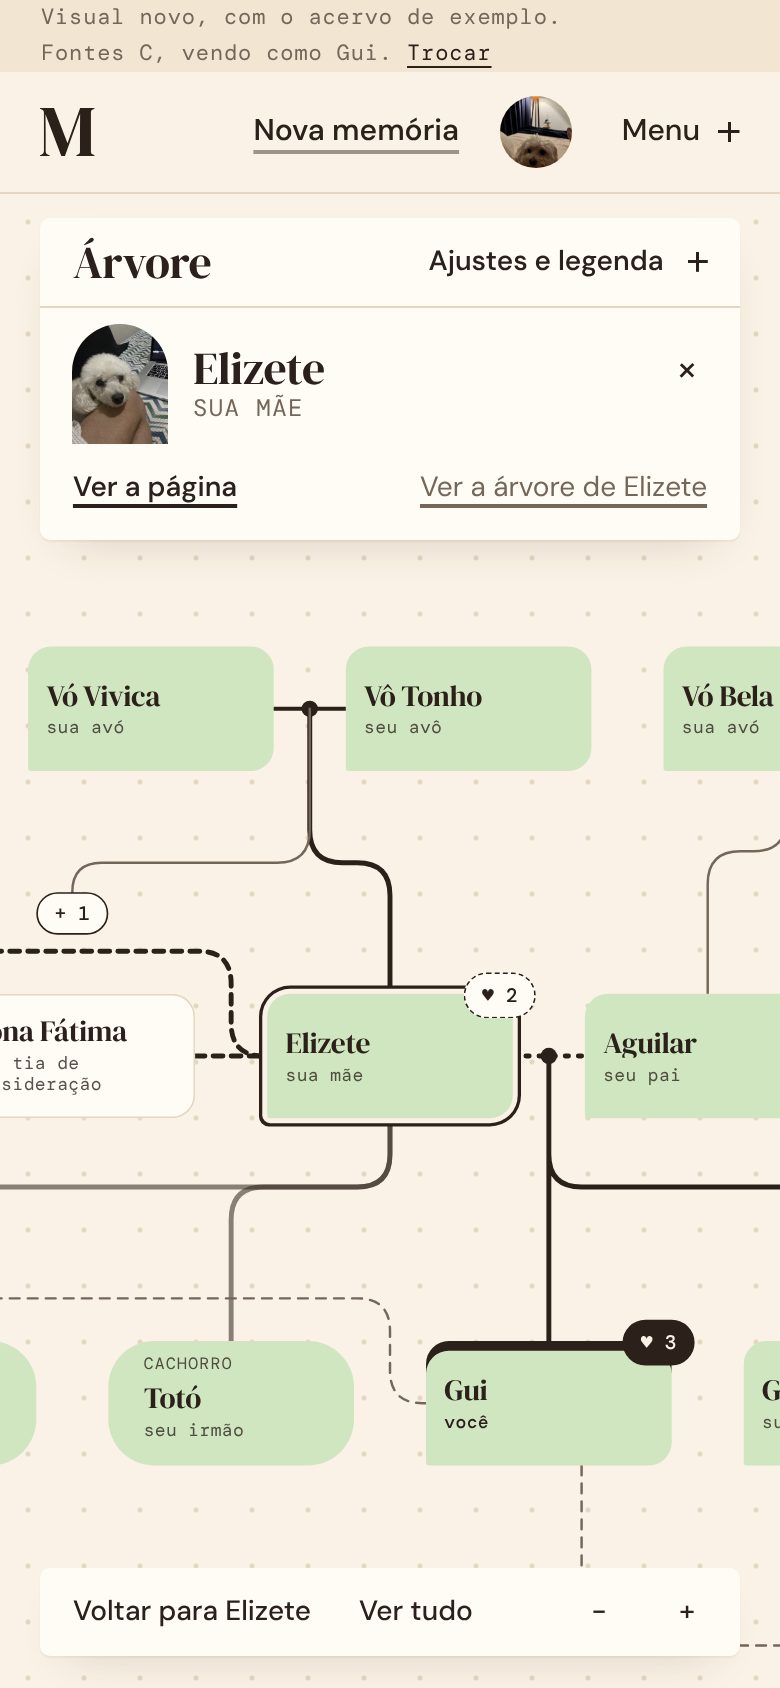 Visual novo, com o acervo de exemplo.
Fontes C, vendo como Gui. Trocar
M
Nova memória
Menu +
Árvore
Ajustes e legenda +
Elizete
SUA MÃE
×
Ver a página
Ver a árvore de Elizete
Vó Vivica
sua avó
Vô Tonho
seu avô
Vó Bela
sua avó
+ 1
ona Fátima
tia de
sideração
♥ 2
Elizete
sua mãe
Aguilar
seu pai
CACHORRO
Totó
seu irmão
♥ 3
Gui
você
G
su
Voltar para Elizete
Ver tudo
−
+